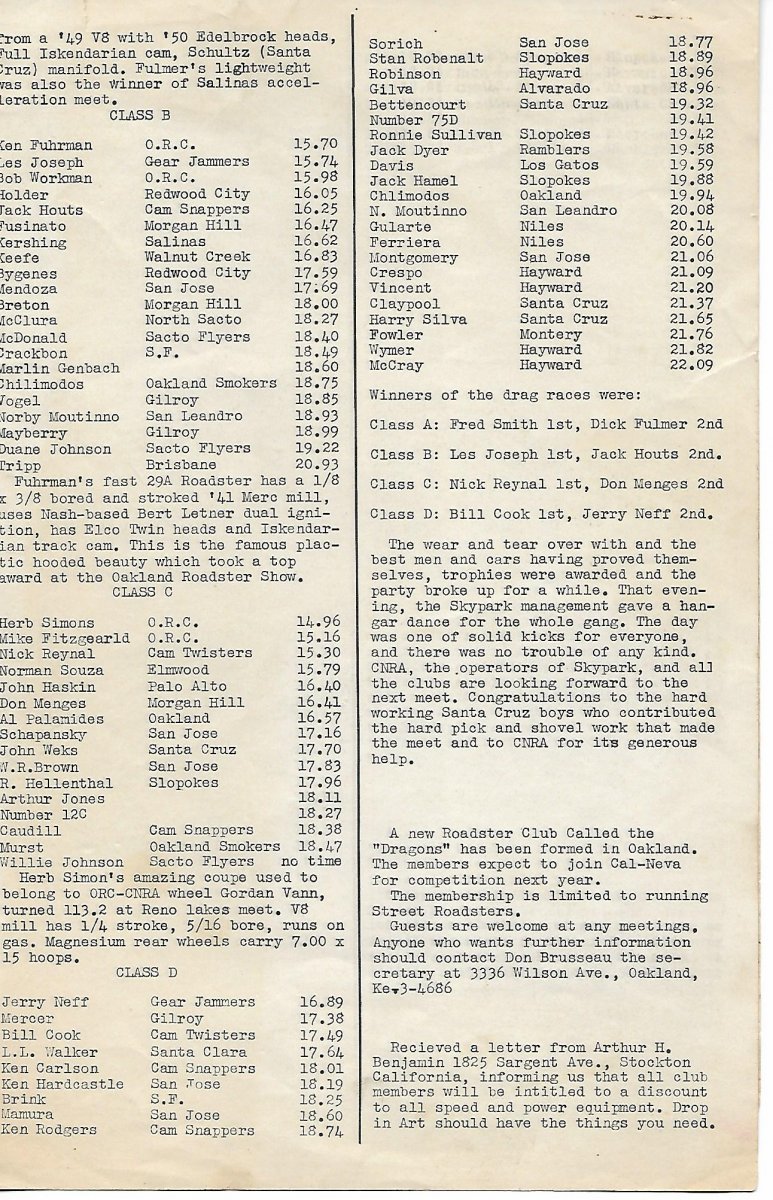 from a '49 V8 with '50 Edelbrock heads,
Full Iskendarian cam, Schultz (Santa
Cruz) manifold. Fulmer's lightweight
was also the winner of Salinas accel-
leration meet.
CLASS B
Ken Fuhrman O.R.C. 15.70
Les Joseph Gear Jammers 15.74
Bob Workman O.R.C. 15.98
Holder Redwood City 16.05
Jack Houts Cam Snappers 16.25
Fusinato Morgan Hill 16.47
Kershing Salinas 16.62
Keefe Walnut Creek 16.83
Bygenes Redwood City 17.59
Mendoza San Jose 17.69
Breton Morgan Hill 18.00
McClura North Sacto 18.27
McDonald Sacto Flyers 18.40
Crackbon S.F. 18.49
Marlin Genbach 18.60
Chilimodos Oakland Smokers 18.75
Vogel Gilroy 18.85
Norby Moutinno San Leandro 18.93
Mayberry Gilroy 18.99
Duane Johnson Sacto Flyers 19.22
Tripp Brisbane 20.93
Fuhrman's fast 29A Roadster has a 1/8
x 3/8 bored and stroked '41 Merc mill,
uses Nash-based Bert Letner dual igni-
tion, has Elco Twin heads and Iskendar-
ian track cam. This is the famous plac-
tic hooded beauty which took a top
award at the Oakland Roadster Show.
CLASS C
Herb Simons O.R.C. 14.96
Mike Fitzgearld O.R.C. 15.16
Nick Reynal Cam Twisters 15.30
Norman Souza Elmwood 15.79
John Haskin Palo Alto 16.40
Don Menges Morgan Hill 16.41
Al Palamides Oakland 16.57
Schapansky San Jose 17.16
John Weks Santa Cruz 17.70
W.R.Brown San Jose 17.83
R. Hellenthal Slopokes 17.96
Arthur Jones 18.11
Number 12C 18.27
Caudill Cam Snappers 18.38
Murst Oakland Smokers 18.47
Willie Johnson Sacto Flyers no time
Herb Simon's amazing coupe used to
belong to ORC-CNRA wheel Gordan Vann,
turned 113.2 at Reno lakes meet. V8
mill has 1/4 stroke, 5/16 bore, runs on
gas. Magnesium rear wheels carry 7.00 x
15 hoops.
CLASS D
Jerry Neff Gear Jammers 16.89
Mercer Gilroy 17.38
Bill Cook Cam Twisters 17.49
L.L. Walker Santa Clara 17.64
Ken Carlson Cam Snappers 18.01
Ken Hardcastle San Jose 18.19
Brink S.F. 18.25
Mamura San Jose 18.60
Ken Rodgers Cam Snappers 18.74
Sorich San Jose 18.77
Stan Robenalt Slopokes 18.89
Robinson Hayward 18.96
Gilva Alvarado 18.96
Bettencourt Santa Cruz 19.32
Number 75D 19.41
Ronnie Sullivan Slopokes 19.42
Jack Dyer Ramblers 19.58
Davis Los Gatos 19.59
Jack Hamel Slopokes 19.88
Chlimodos Oakland 19.94
N. Moutinno San Leandro 20.08
Gularte Niles 20.14
Ferriera Niles 20.60
Montgomery San Jose 21.06
Crespo Hayward 21.09
Vincent Hayward 21.20
Claypool Santa Cruz 21.37
Harry Silva Santa Cruz 21.65
Fowler Montery 21.76
Wymer Hayward 21.82
McCray Hayward 22.09
Winners of the drag races were:
Class A: Fred Smith 1st, Dick Fulmer 2nd
Class B: Les Joseph 1st, Jack Houts 2nd.
Class C: Nick Reynal 1st, Don Menges 2nd
Class D: Bill Cook 1st, Jerry Neff 2nd.
The wear and tear over with and the
best men and cars having proved them-
selves, trophies were awarded and the
party broke up for a while. That even-
ing, the Skypark management gave a han-
gar dance for the whole gang. The day
was one of solid kicks for everyone,
and there was no trouble of any kind.
CNRA, the operators of Skypark, and all
the clubs are looking forward to the
next meet. Congratulations to the hard
working Santa Cruz boys who contributed
the hard pick and shovel work that made
the meet and to CNRA for its generous
help.
A new Roadster Club Called the
"Dragons" has been formed in Oakland.
The members expect to join Cal-Neva
for competition next year.
The membership is limited to running
Street Roadsters.
Guests are welcome at any meetings.
Anyone who wants further information
should contact Don Brusseau the se-
cretary at 3336 Wilson Ave., Oakland,
Ke-3-4686
Recieved a letter from Arthur H.
Benjamin 1825 Sargent Ave., Stockton
California, informing us that all club
members will be intitled to a discount
to all speed and power equipment. Drop
in Art should have the things you need.